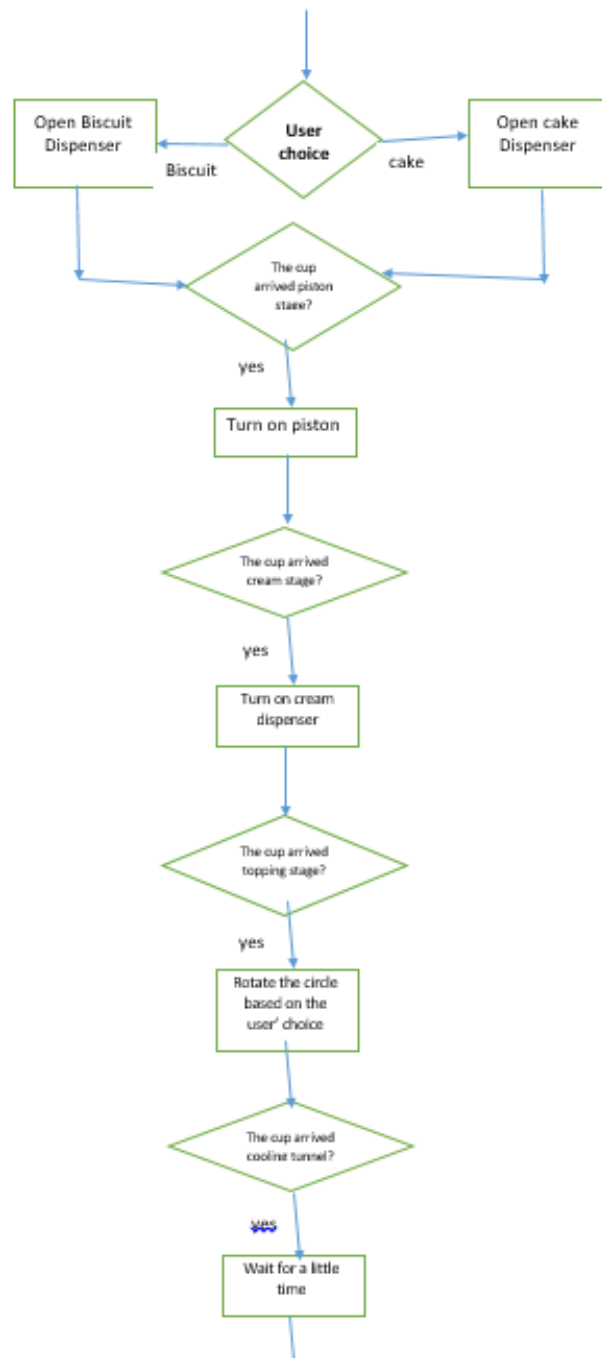 Open Biscuit
Dispenser
User
choice
Open cake
Dispenser
Biscuit
cake
The cup
arrived piston
stage?
yes
Turn on piston
The cup arrived
cream stage?
yes
Turn on cream
dispenser
The cup arrived
topping stage?
yes
Rotate the circle
based on the
user' choice
The cup arrived
cooling tunnel?
yes
Wait for a little
time